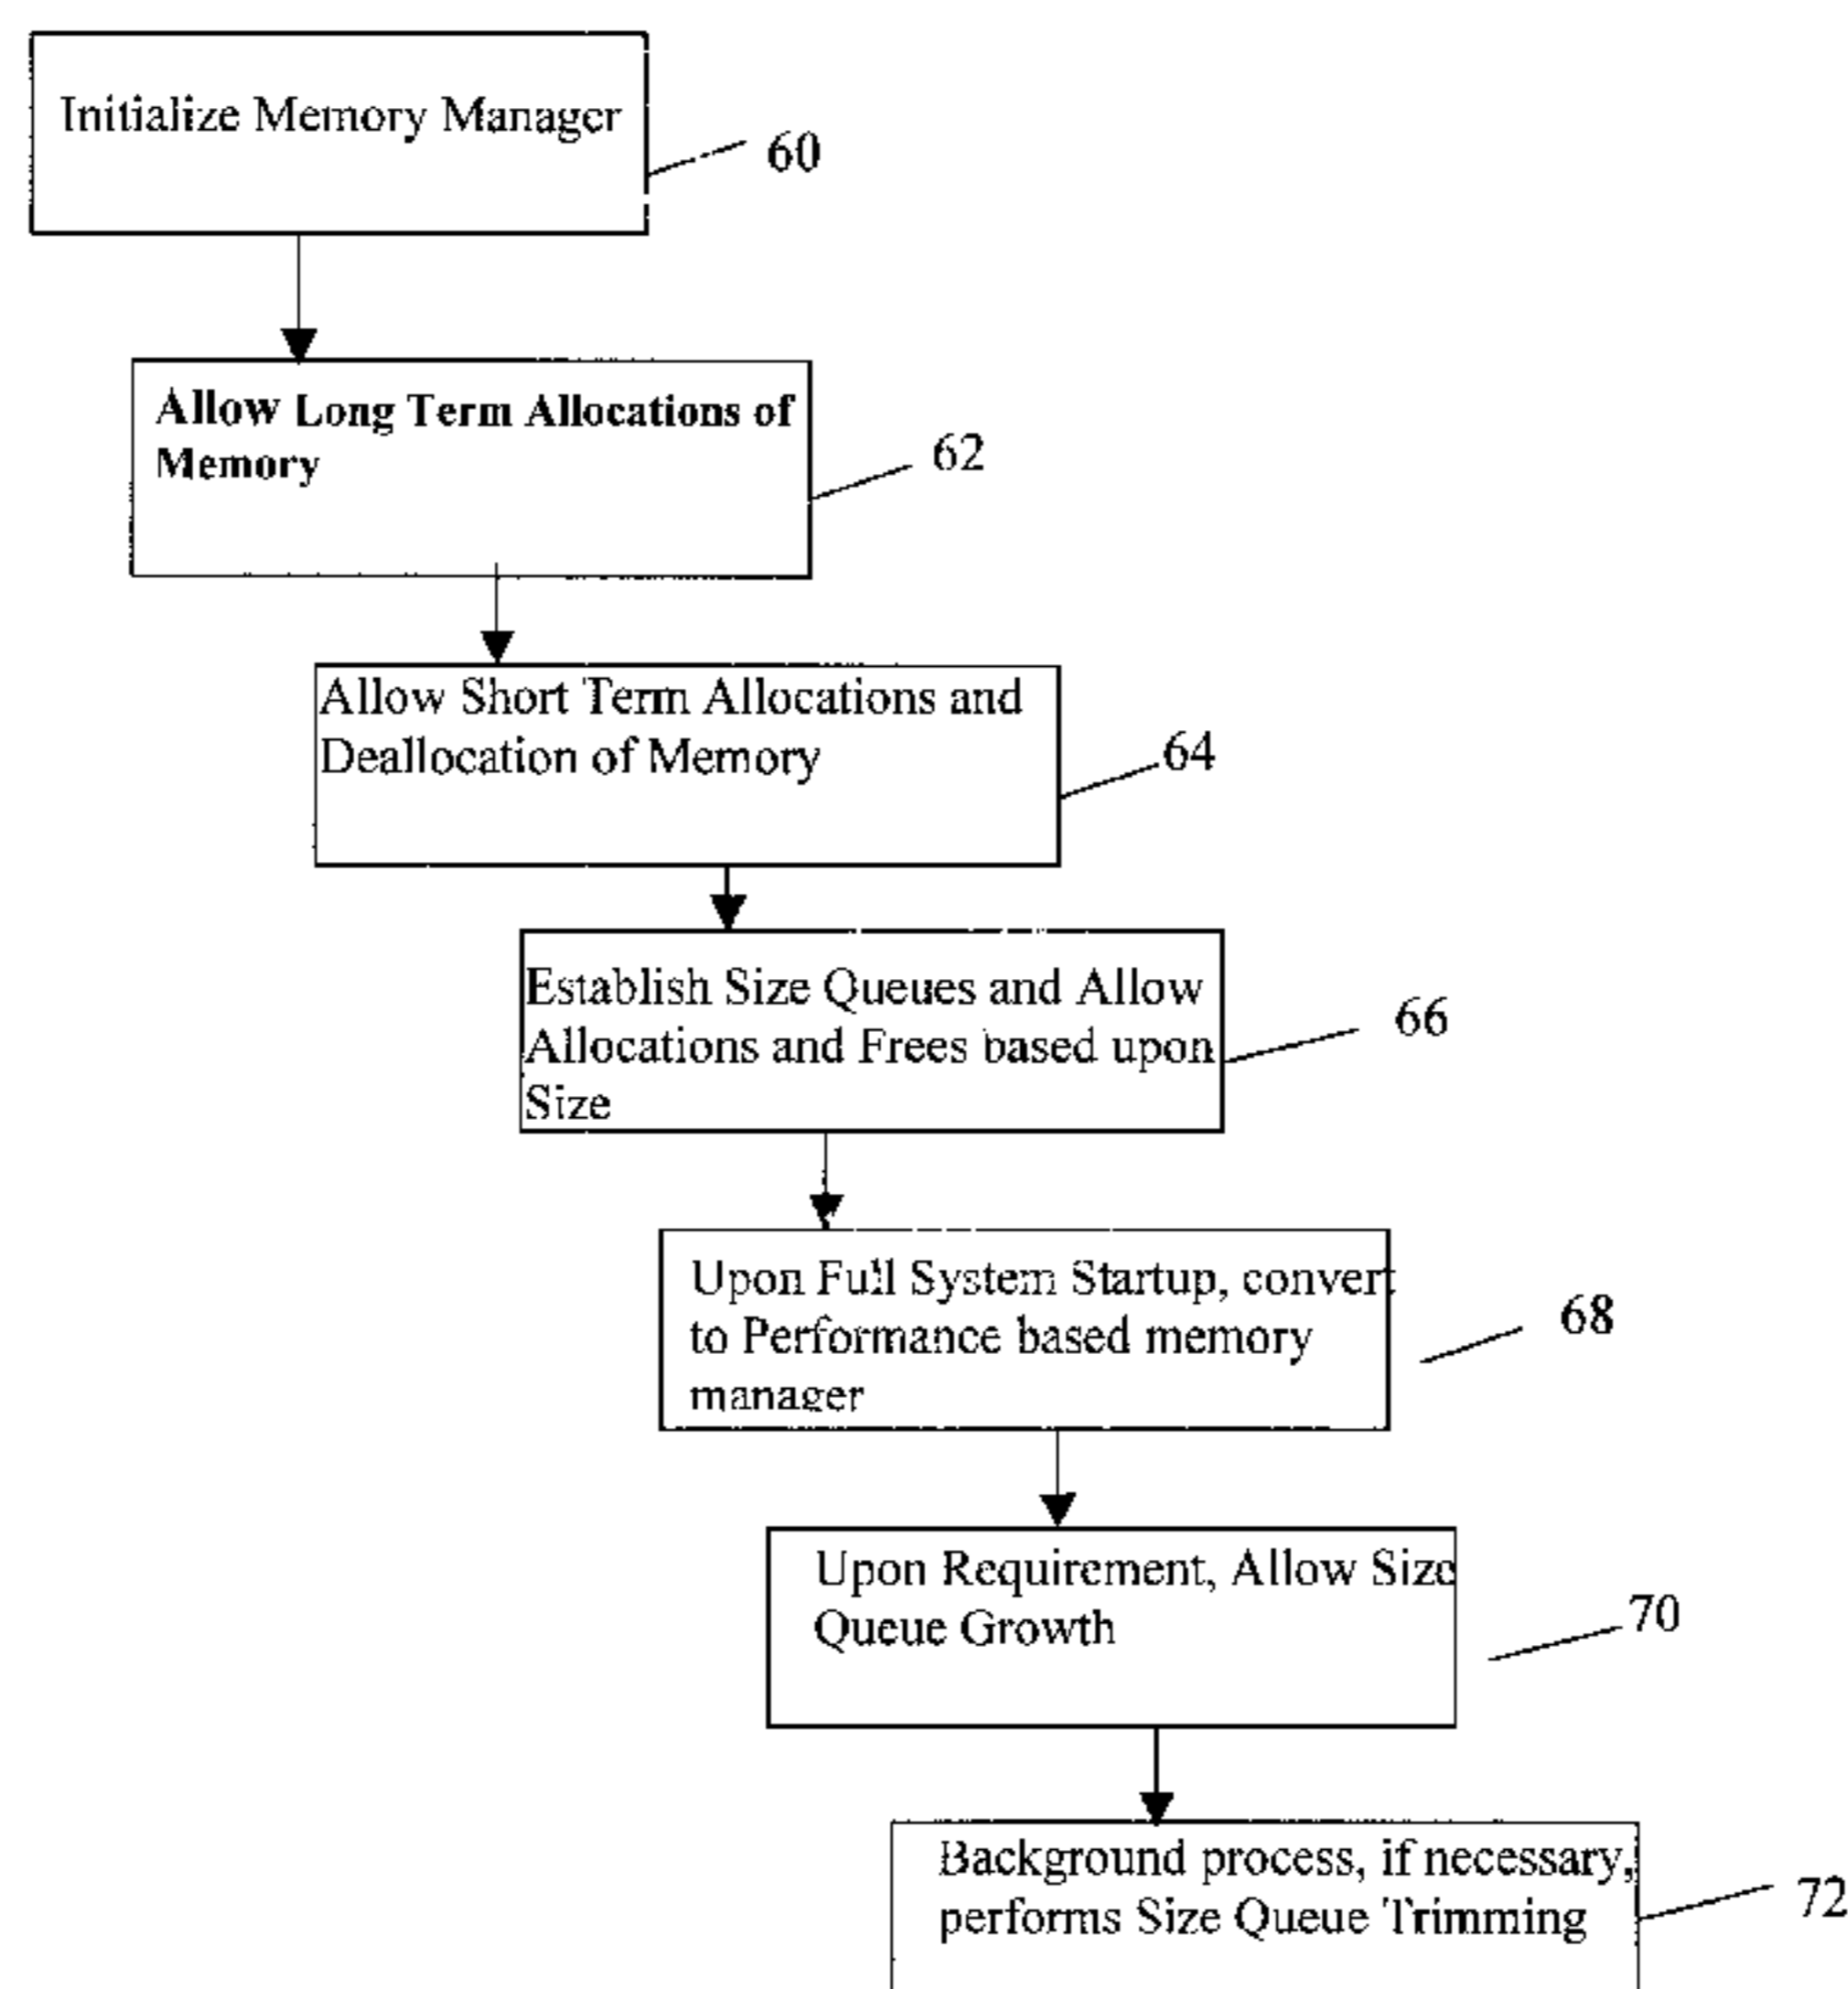 Initialize Memory Manager
60
Allow Long Term Allocations of
Memory
62
Allow Short Term Allocations and
Deallocation of Memory
64
Establish Size Queues and Allow
Allocations and Frees based upon
Size
66
Upon Full System Startup, convert
to Performance based memory
manager
68
Upon Requirement, Allow Size
Queue Growth
70
Background process, if necessary,
performs Size Queue Trimming
72